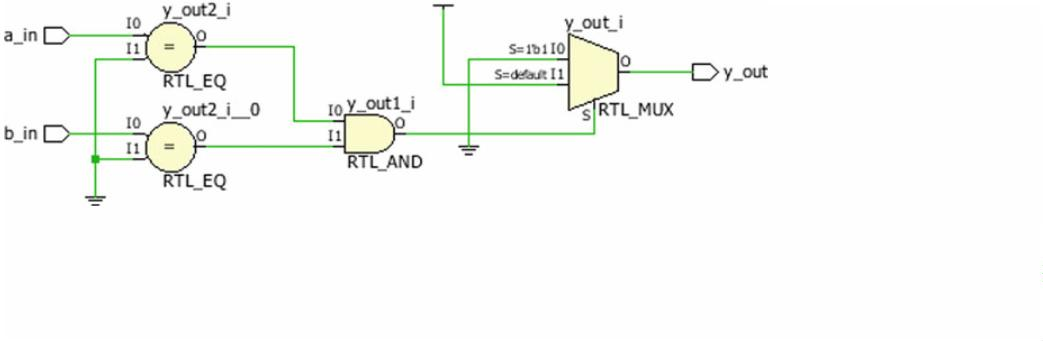 y_out2_i
a_in
I0
I1
=
O
RTL_EQ
y_out2_i__0
b_in
I0
I1
=
O
RTL_EQ
y_out1_i
I0
I1
O
RTL_AND
y_out_i
S=1'b1 I0
S=default I1
O
S
RTL_MUX
y_out